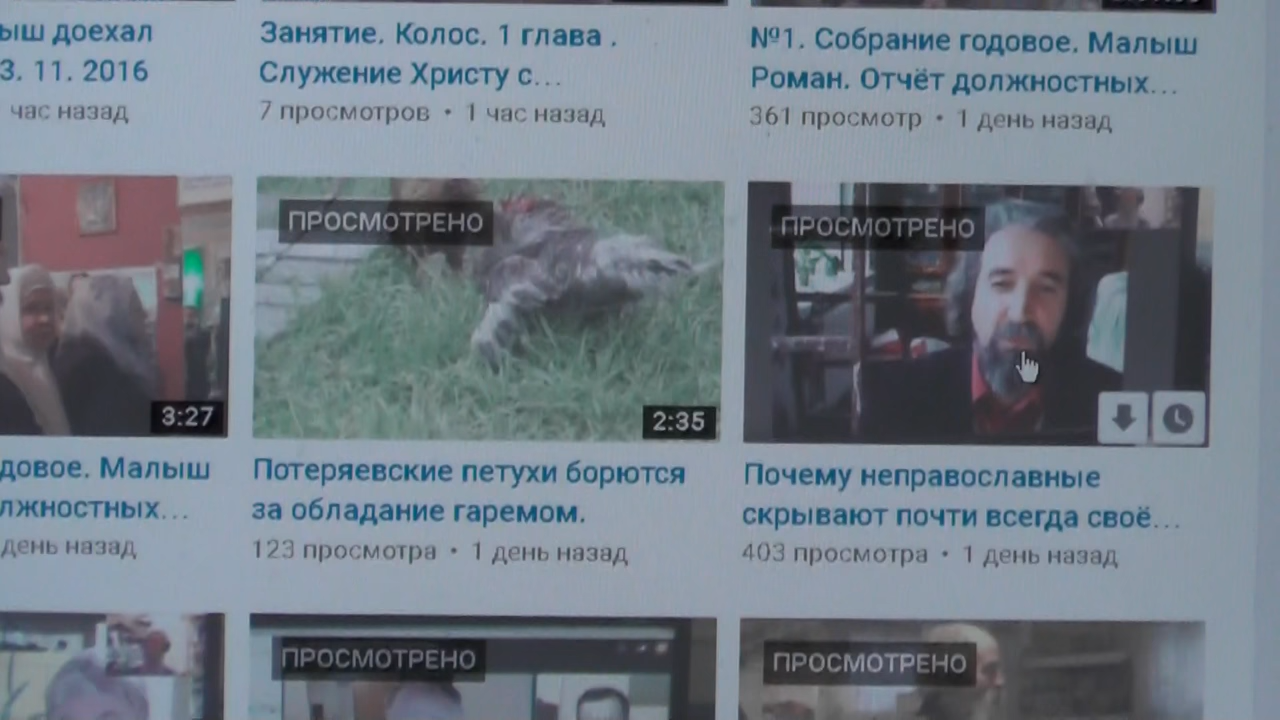 ыш доехал
3. 11. 2016
час назад
Занятие. Колос. 1 глава .
Служение Христу с...
7 просмотров • 1 час назад
№1. Собрание годовое. Малыш
Роман. Отчёт должностных...
361 просмотр • 1 день назад
3:27
довое. Малыш
лжностных...
день назад
ПРОСМОТРЕНО
2:35
Потеряевские петухи борются
за обладание гаремом.
123 просмотра • 1 день назад
ПРОСМОТРЕНО
Почему неправославные
скрывают почти всегда своё...
403 просмотра • 1 день назад
ПРОСМОТРЕНО
ПРОСМОТРЕНО